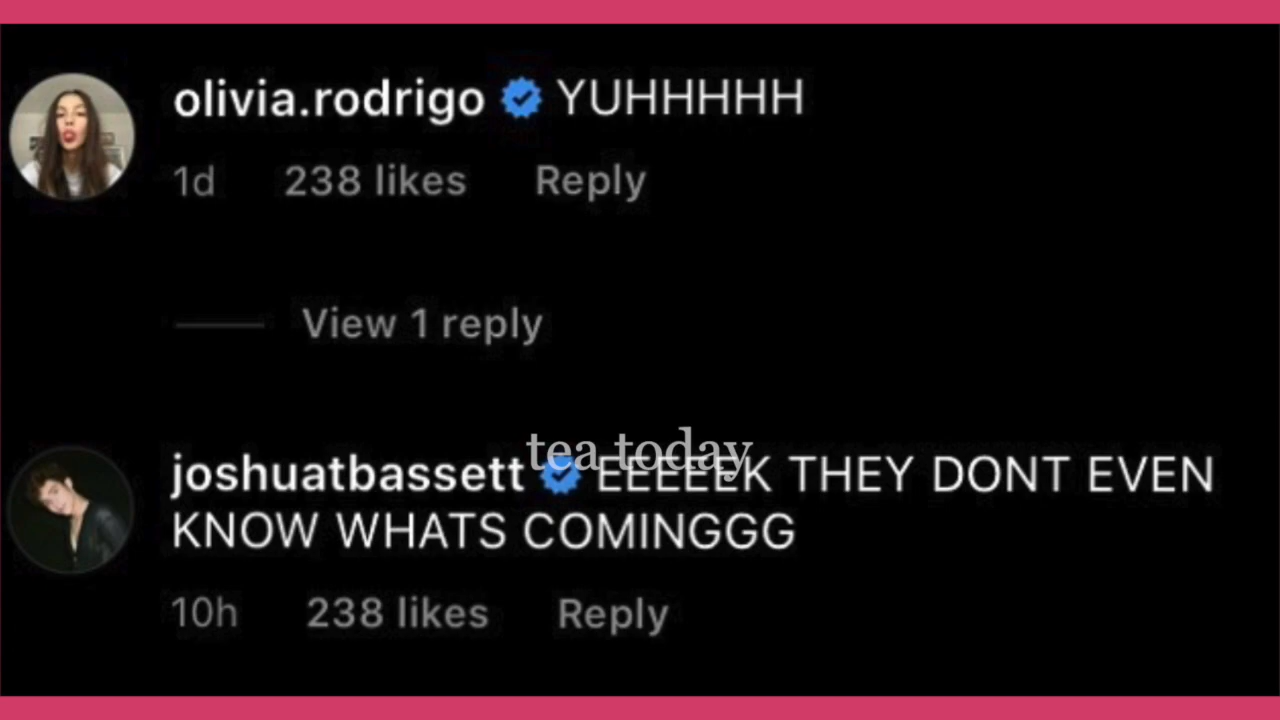 olivia.rodrigo YUHHHHH
1d 238 likes Reply
View 1 reply
tea today
joshuatbassett EEEEEK THEY DONT EVEN
KNOW WHATS COMINGGG
10h 238 likes Reply